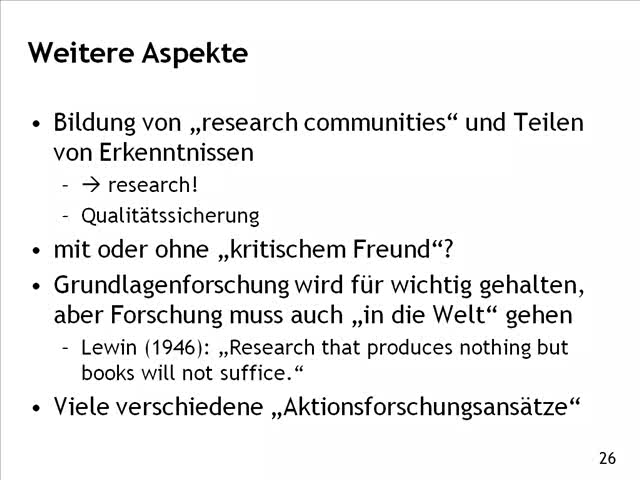 Weitere Aspekte
• Bildung von „research communities“ und Teilen
von Erkenntnissen
– → research!
– Qualitätssicherung
• mit oder ohne „kritischem Freund“?
• Grundlagenforschung wird für wichtig gehalten,
aber Forschung muss auch „in die Welt“ gehen
– Lewin (1946): „Research that produces nothing but
books will not suffice.“
• Viele verschiedene „Aktionsforschungsansätze“
26